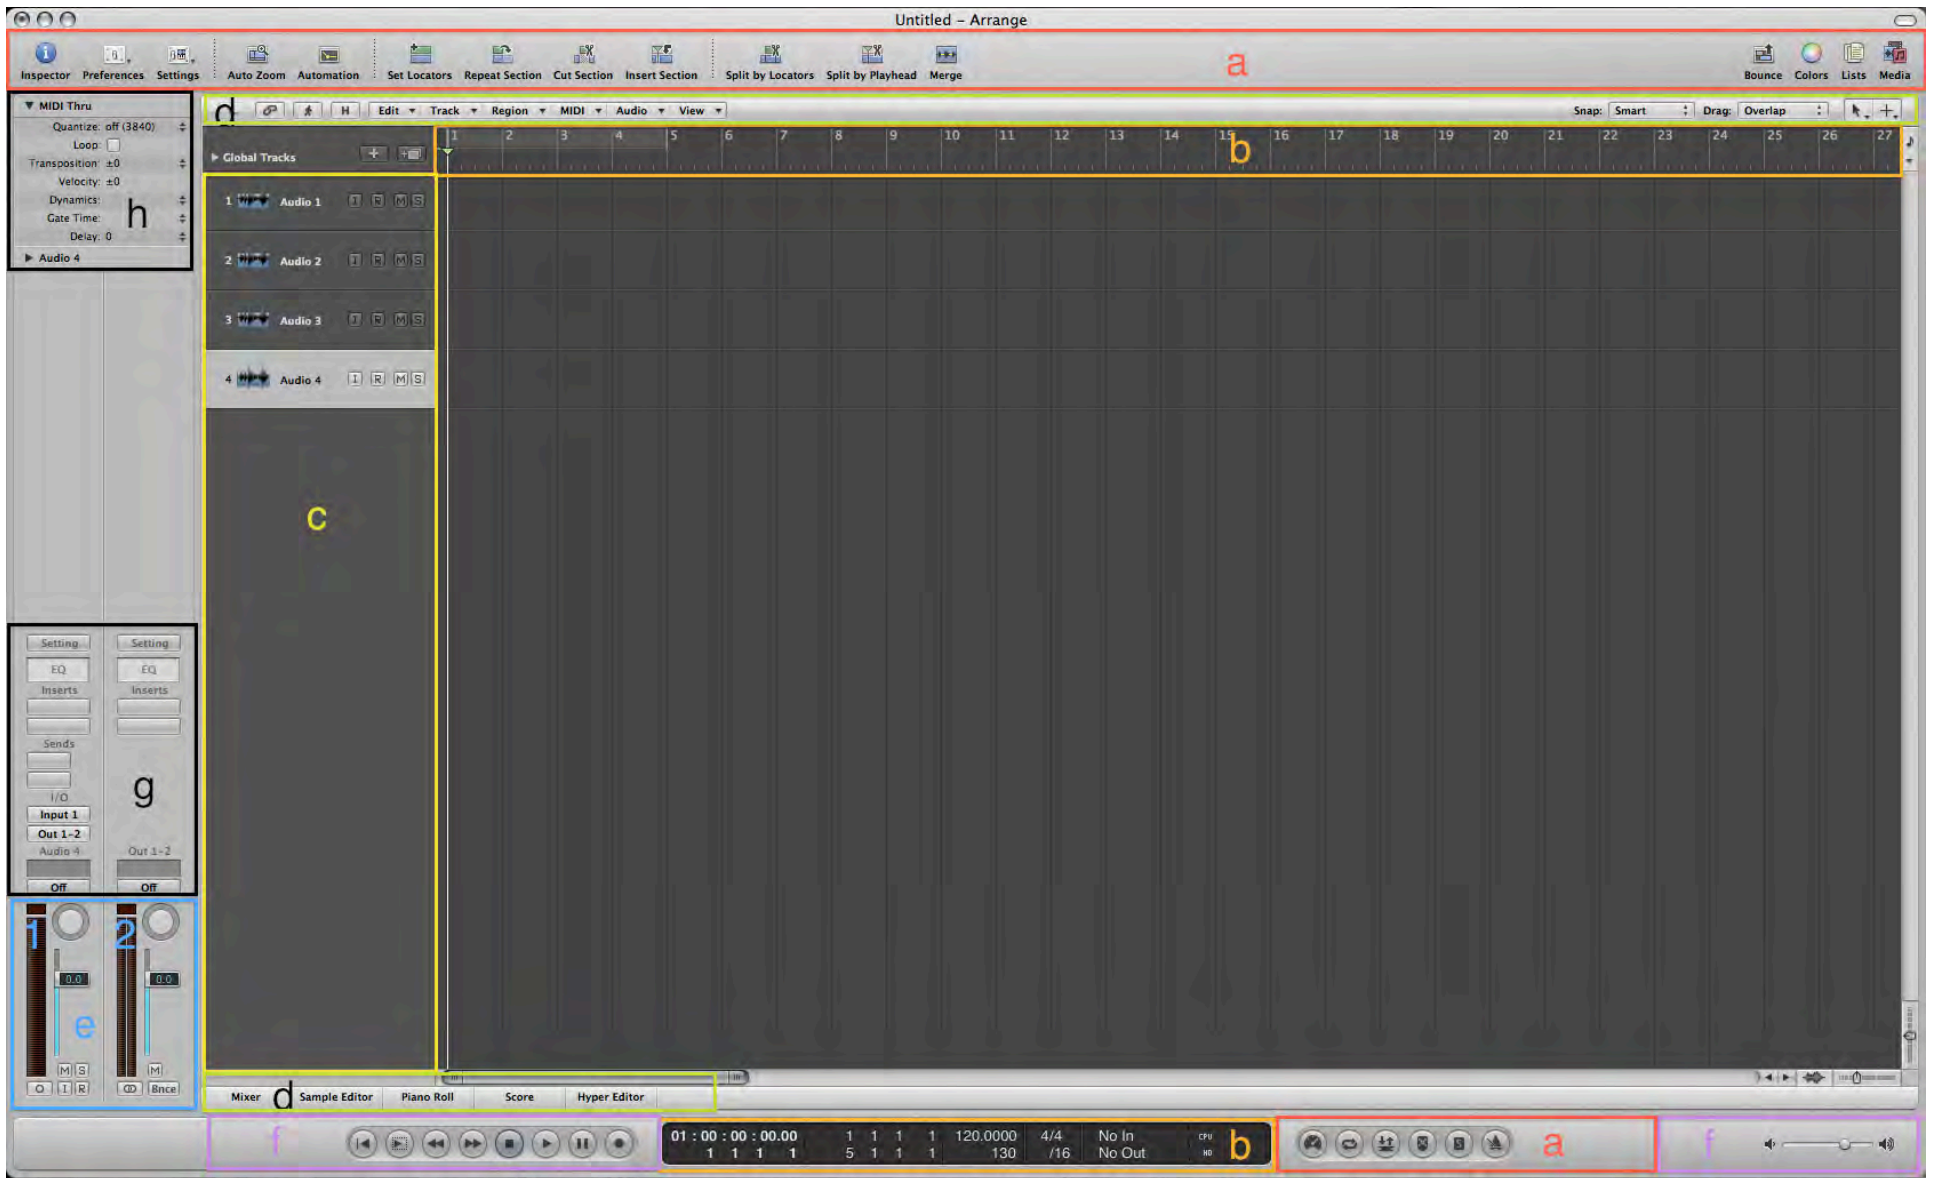 Untitled – Arrange
Inspector Preferences Settings Auto Zoom Automation Set Locators Repeat Section Cut Section Insert Section Split by Locators Split by Playhead Merge a Bounce Colors Lists Media
MIDI Thru
Quantize: off (3840)
Loop:
Transposition: ±0
Velocity: ±0
Dynamics:
Gate Time:
Delay: 0
h
Audio 4
d H Edit Track Region MIDI Audio View Snap: Smart Drag: Overlap
Global Tracks
1 2 3 4 5 6 7 8 9 10 11 12 13 14 15 16 17 18 19 20 21 22 23 24 25 26 27
b
1 Audio 1 I R M S
2 Audio 2 I R M S
3 Audio 3 I R M S
4 Audio 4 I R M S
c
Setting Setting
EQ EQ
Inserts Inserts
Sends
g
I/O
Input 1
Out 1-2
Audio 4 Out 1-2
Off Off
1 2
0.0 0.0
e
M S M
I R Bnce
Mixer d Sample Editor Piano Roll Score Hyper Editor
f
01 : 00 : 00 : 00.00 1 1 1 1 120.0000 4/4 No In CPU
1 1 1 1 5 1 1 1 130 /16 No Out HD
b
S
a
f